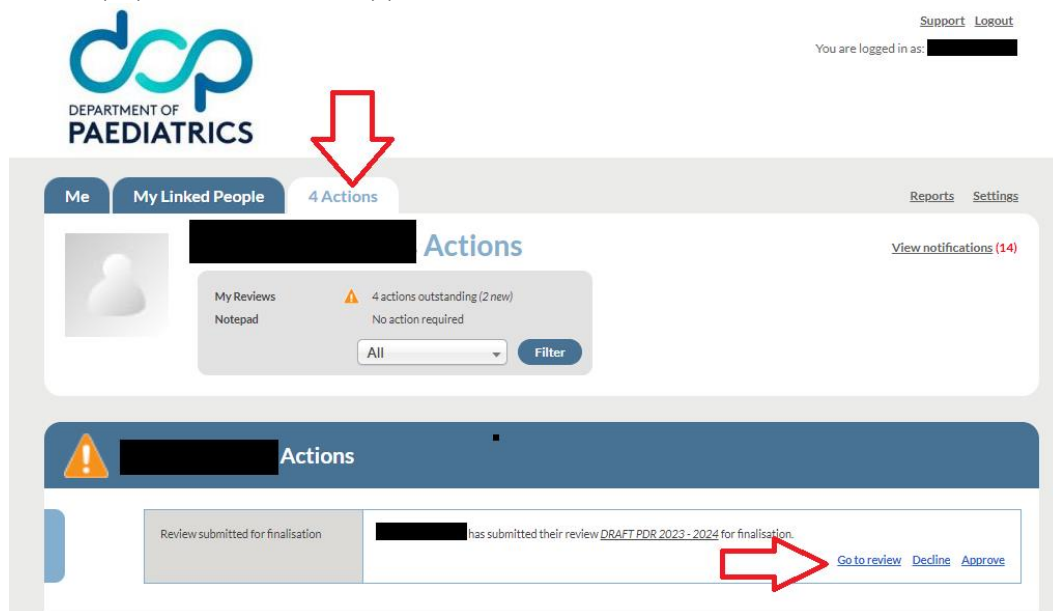 Support Logout
You are logged in as:
dcp
DEPARTMENT OF
PAEDIATRICS
Me My Linked People 4 Actions Reports Settings
Actions View notifications (14)
My Reviews 4 actions outstanding (2 new)
Notepad No action required
All Filter
Actions
Review submitted for finalisation has submitted their review DRAFT PDR 2023 - 2024 for finalisation.
Go to review Decline Approve